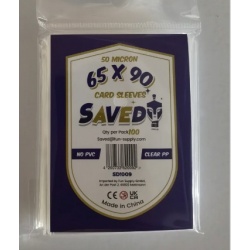 50 MICRON
65 X 90
CARD SLEEVES
SAVED
Qty per Pack: 100
NO PVC
CLEAR PP
SD1009
Made in China